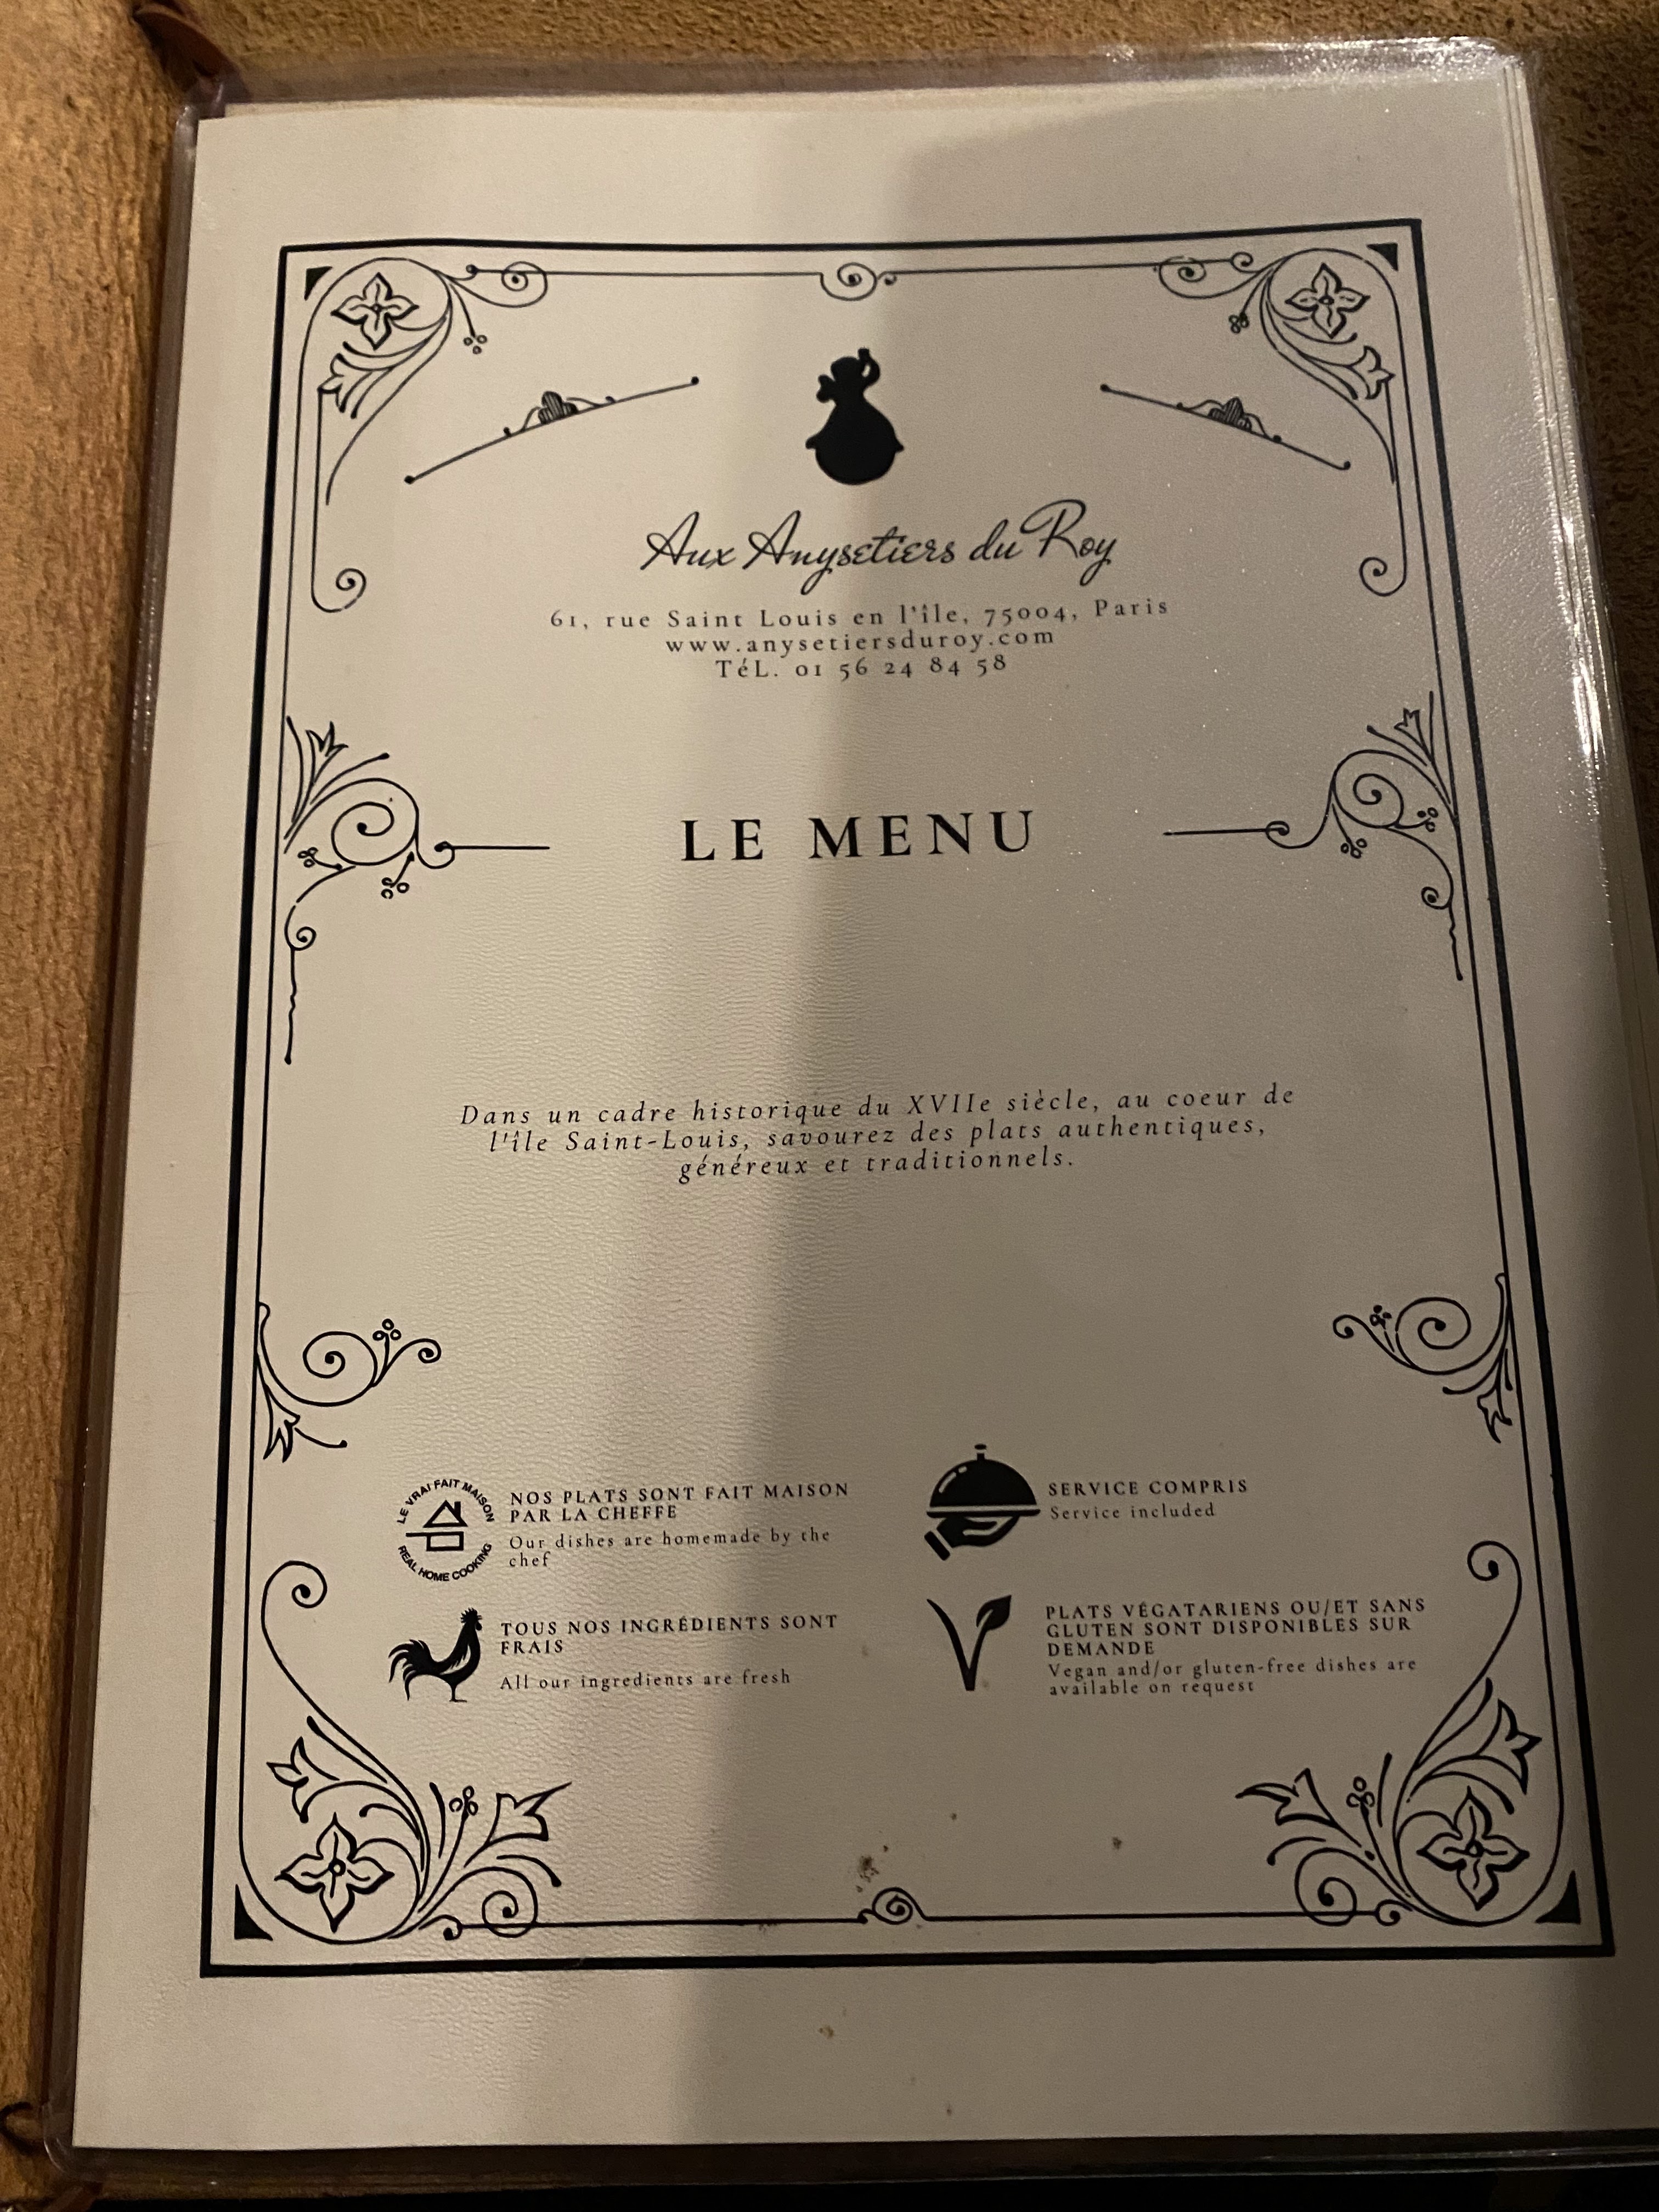 Aux Anysetiers du Roy
61, rue Saint Louis en l'île, 75004, Paris
www.anysetiersduroy.com
TéL. 01 56 24 84 58
LE MENU
Dans un cadre historique du XVIIe siècle, au coeur de
l'île Saint-Louis, savourez des plats authentiques,
généreux et traditionnels.
LE VRAI FAIT MAISON
REAL HOME COOKING
NOS PLATS SONT FAIT MAISON
PAR LA CHEFFE
Our dishes are homemade by the
chef
SERVICE COMPRIS
Service included
TOUS NOS INGRÉDIENTS SONT
FRAIS
All our ingredients are fresh
PLATS VÉGATARIENS OU/ET SANS
GLUTEN SONT DISPONIBLES SUR
DEMANDE
Vegan and/or gluten-free dishes are
available on request